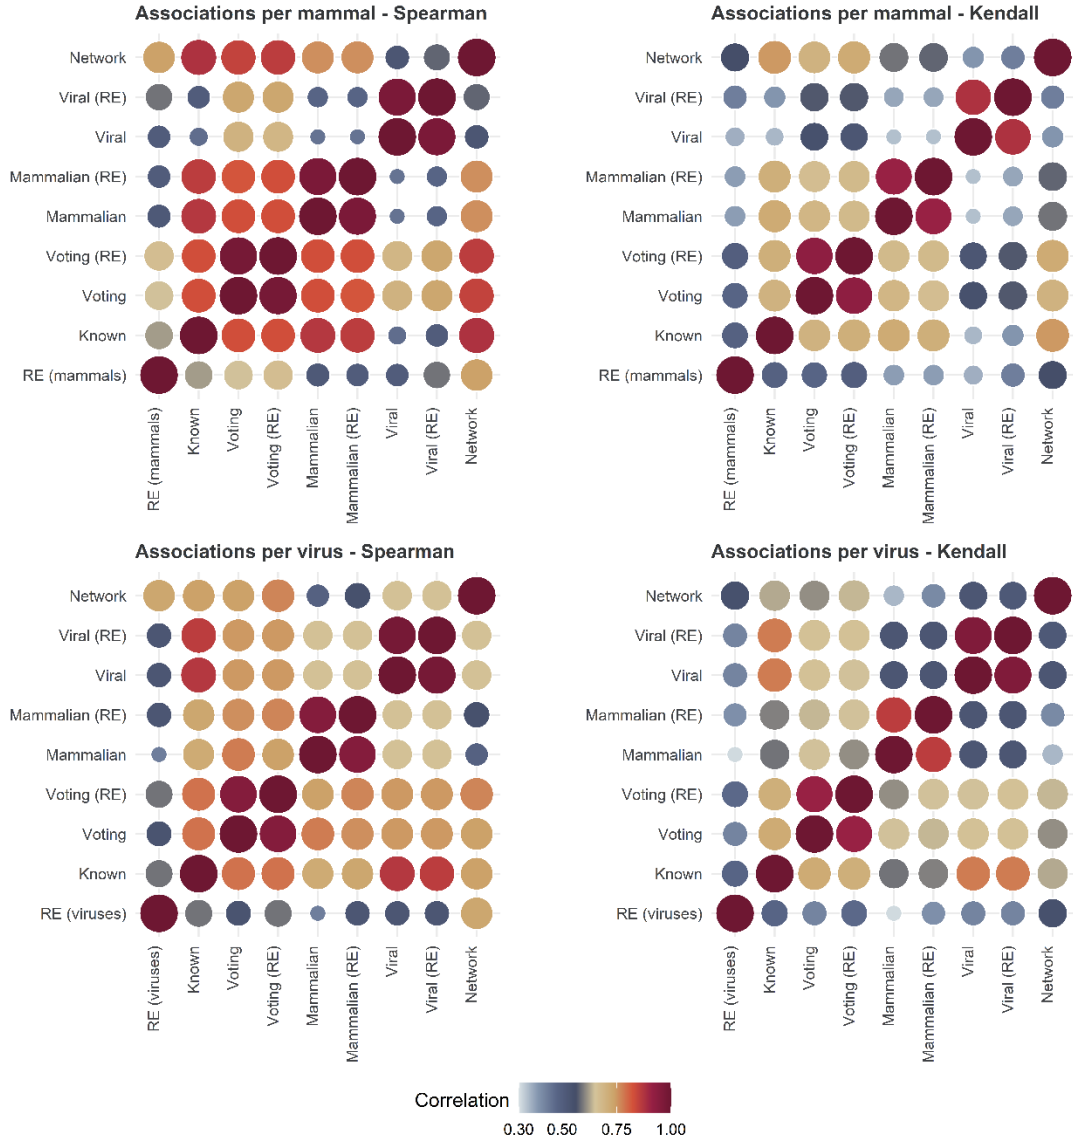 Associations per mammal - Spearman
Network
Viral (RE)
Viral
Mammalian (RE)
Mammalian
Voting (RE)
Voting
Known
RE (mammals)
RE (mammals)
Known
Voting
Voting (RE)
Mammalian
Mammalian (RE)
Viral
Viral (RE)
Network
Associations per mammal - Kendall
Network
Viral (RE)
Viral
Mammalian (RE)
Mammalian
Voting (RE)
Voting
Known
RE (mammals)
RE (mammals)
Known
Voting
Voting (RE)
Mammalian
Mammalian (RE)
Viral
Viral (RE)
Network
Associations per virus - Spearman
Network
Viral (RE)
Viral
Mammalian (RE)
Mammalian
Voting (RE)
Voting
Known
RE (viruses)
RE (viruses)
Known
Voting
Voting (RE)
Mammalian
Mammalian (RE)
Viral
Viral (RE)
Network
Associations per virus - Kendall
Network
Viral (RE)
Viral
Mammalian (RE)
Mammalian
Voting (RE)
Voting
Known
RE (viruses)
RE (viruses)
Known
Voting
Voting (RE)
Mammalian
Mammalian (RE)
Viral
Viral (RE)
Network
Correlation
0.30 0.50 0.75 1.00